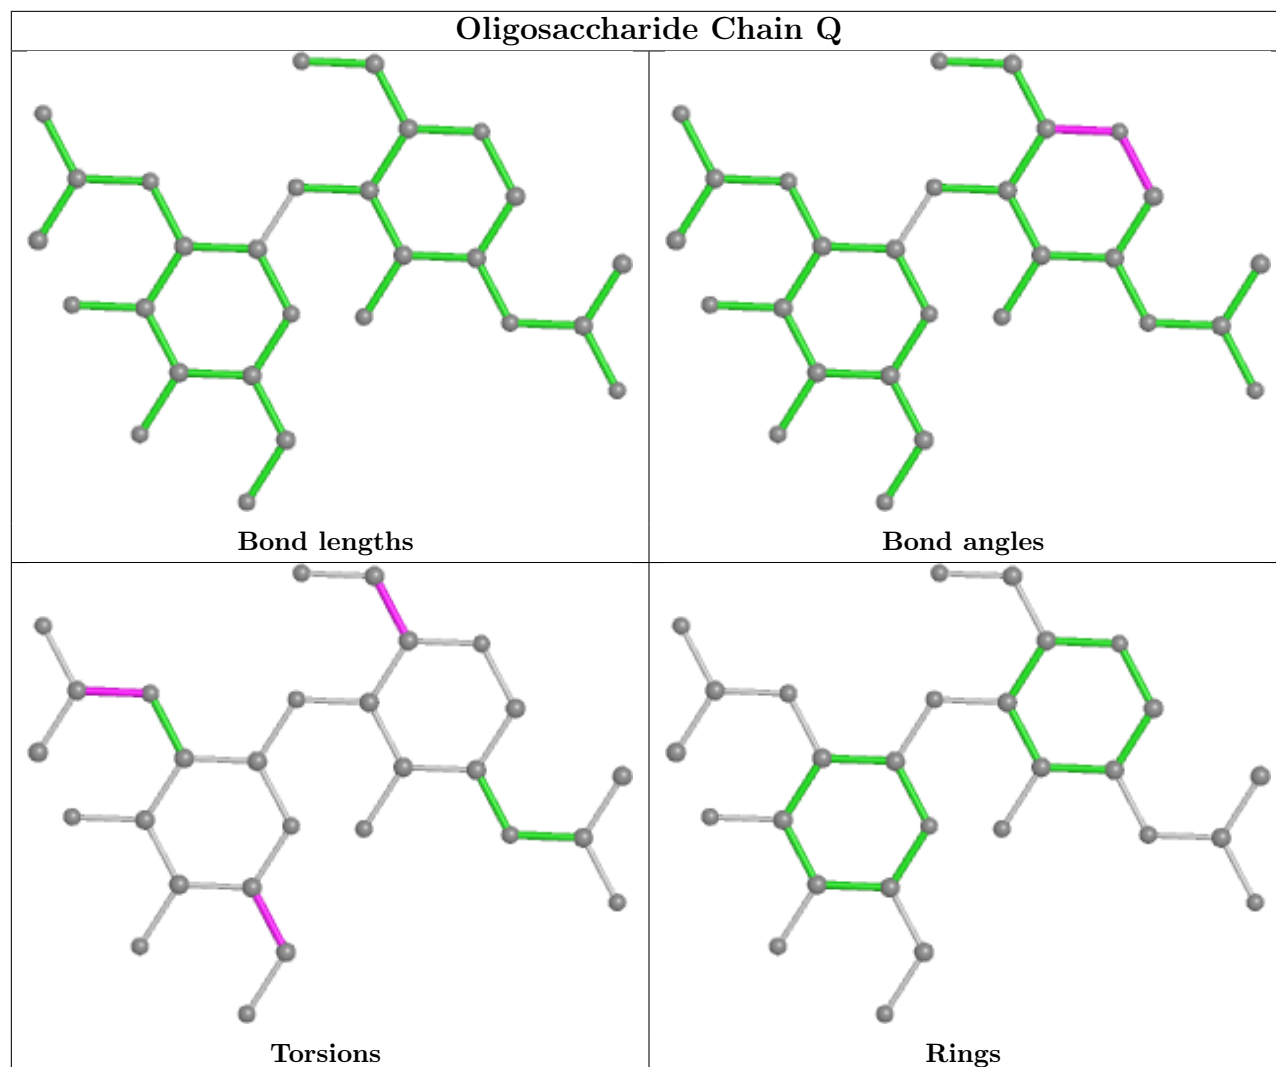 Oligosaccharide Chain Q
Bond lengths
Bond angles
Torsions
Rings